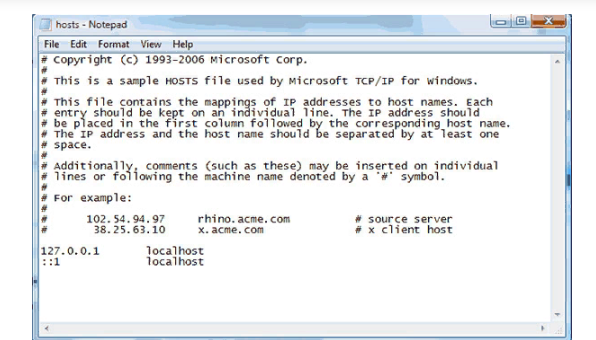 hosts - Notepad
File Edit Format View Help
# Copyright (c) 1993-2006 Microsoft Corp.
#
# This is a sample HOSTS file used by Microsoft TCP/IP for Windows.
#
# This file contains the mappings of IP addresses to host names. Each
# entry should be kept on an individual line. The IP address should
# be placed in the first column followed by the corresponding host name.
# The IP address and the host name should be separated by at least one
# space.
#
# Additionally, comments (such as these) may be inserted on individual
# lines or following the machine name denoted by a '#' symbol.
#
# For example:
#
# 102.54.94.97 rhino.acme.com # source server
# 38.25.63.10 x.acme.com # x client host
127.0.0.1 localhost
::1 localhost